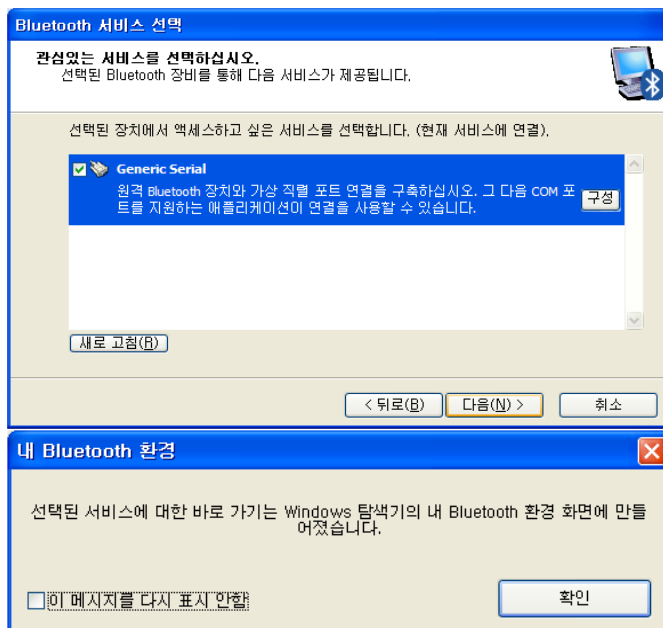 Bluetooth 서비스 선택
관심있는 서비스를 선택하십시오.
선택된 Bluetooth 장비를 통해 다음 서비스가 제공됩니다.
선택된 장치에서 액세스하고 싶은 서비스를 선택합니다. (현재 서비스에 연결).
Generic Serial
원격 Bluetooth 장치와 가상 직렬 포트 연결을 구축하십시오. 그 다음 COM 포
트를 지원하는 애플리케이션이 연결을 사용할 수 있습니다.
구성
새로 고침(R)
< 뒤로(B) 다음(N) > 취소
내 Bluetooth 환경
선택된 서비스에 대한 바로 가기는 Windows 탐색기의 내 Bluetooth 환경 화면에 만들
어졌습니다.
이 메시지를 다시 표시 안함
확인